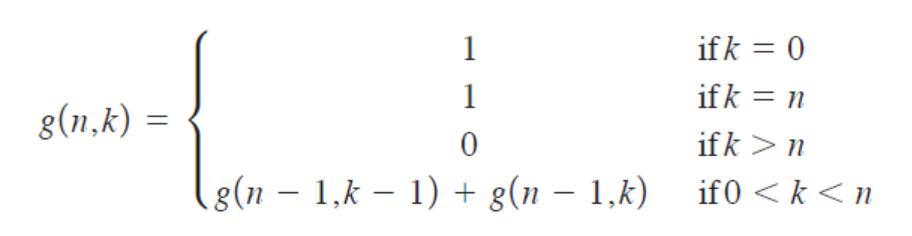 1 if k = 0
1 if k = n
g(n,k) =
0 if k > n
g(n − 1,k − 1) + g(n − 1,k) if 0 < k < n